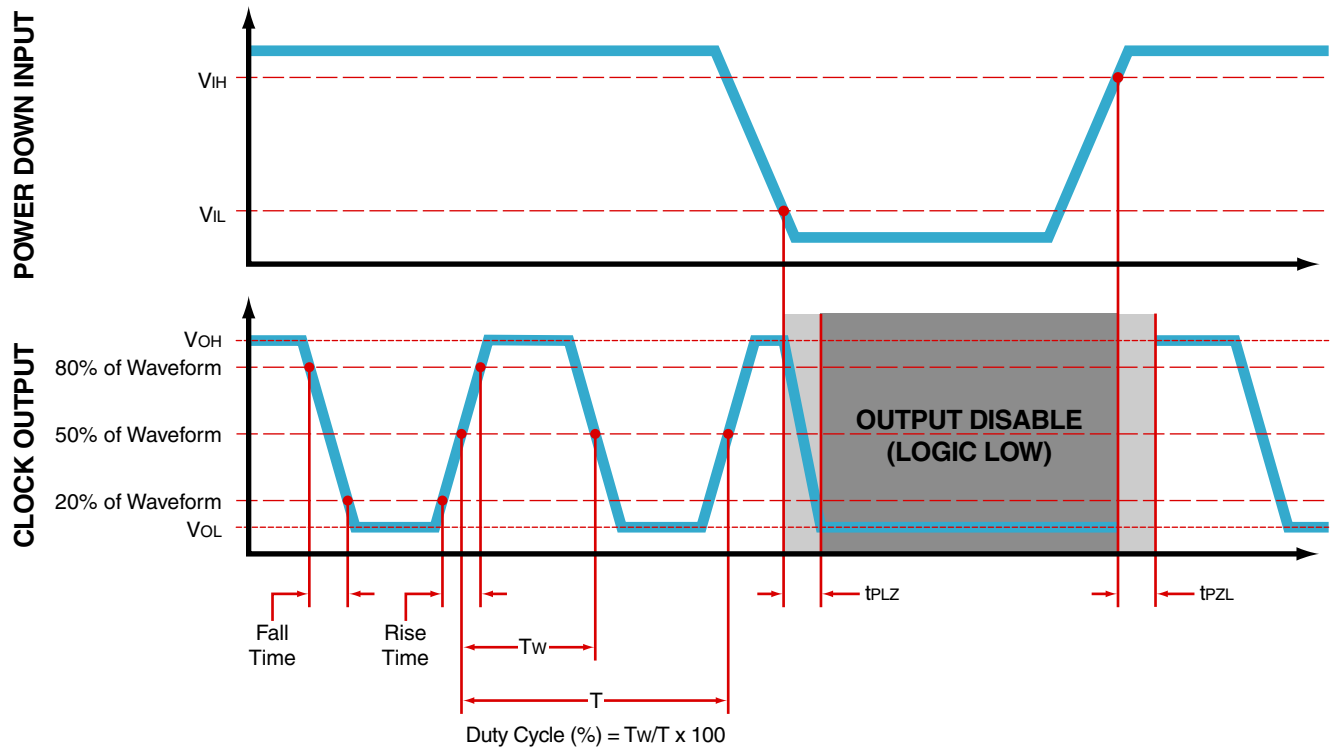 POWER DOWN INPUT
VIH
VIL
CLOCK OUTPUT
VOH
80% of Waveform
50% of Waveform
20% of Waveform
VOL
OUTPUT DISABLE
(LOGIC LOW)
Fall
Time
Rise
Time
TW
T
tPLZ
tPZL
Duty Cycle (%) = TW/T x 100